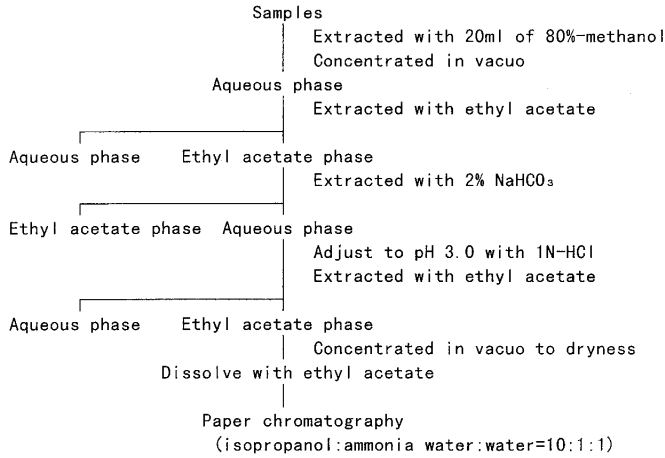 Samples
Extracted with 20ml of 80%-methanol
Concentrated in vacuo
Aqueous phase
Extracted with ethyl acetate
Aqueous phase Ethyl acetate phase
Extracted with 2% NaHCO₃
Ethyl acetate phase Aqueous phase
Adjust to pH 3.0 with 1N-HCl
Extracted with ethyl acetate
Aqueous phase Ethyl acetate phase
Concentrated in vacuo to dryness
Dissolve with ethyl acetate
Paper chromatography
(isopropanol:ammonia water:water=10:1:1)